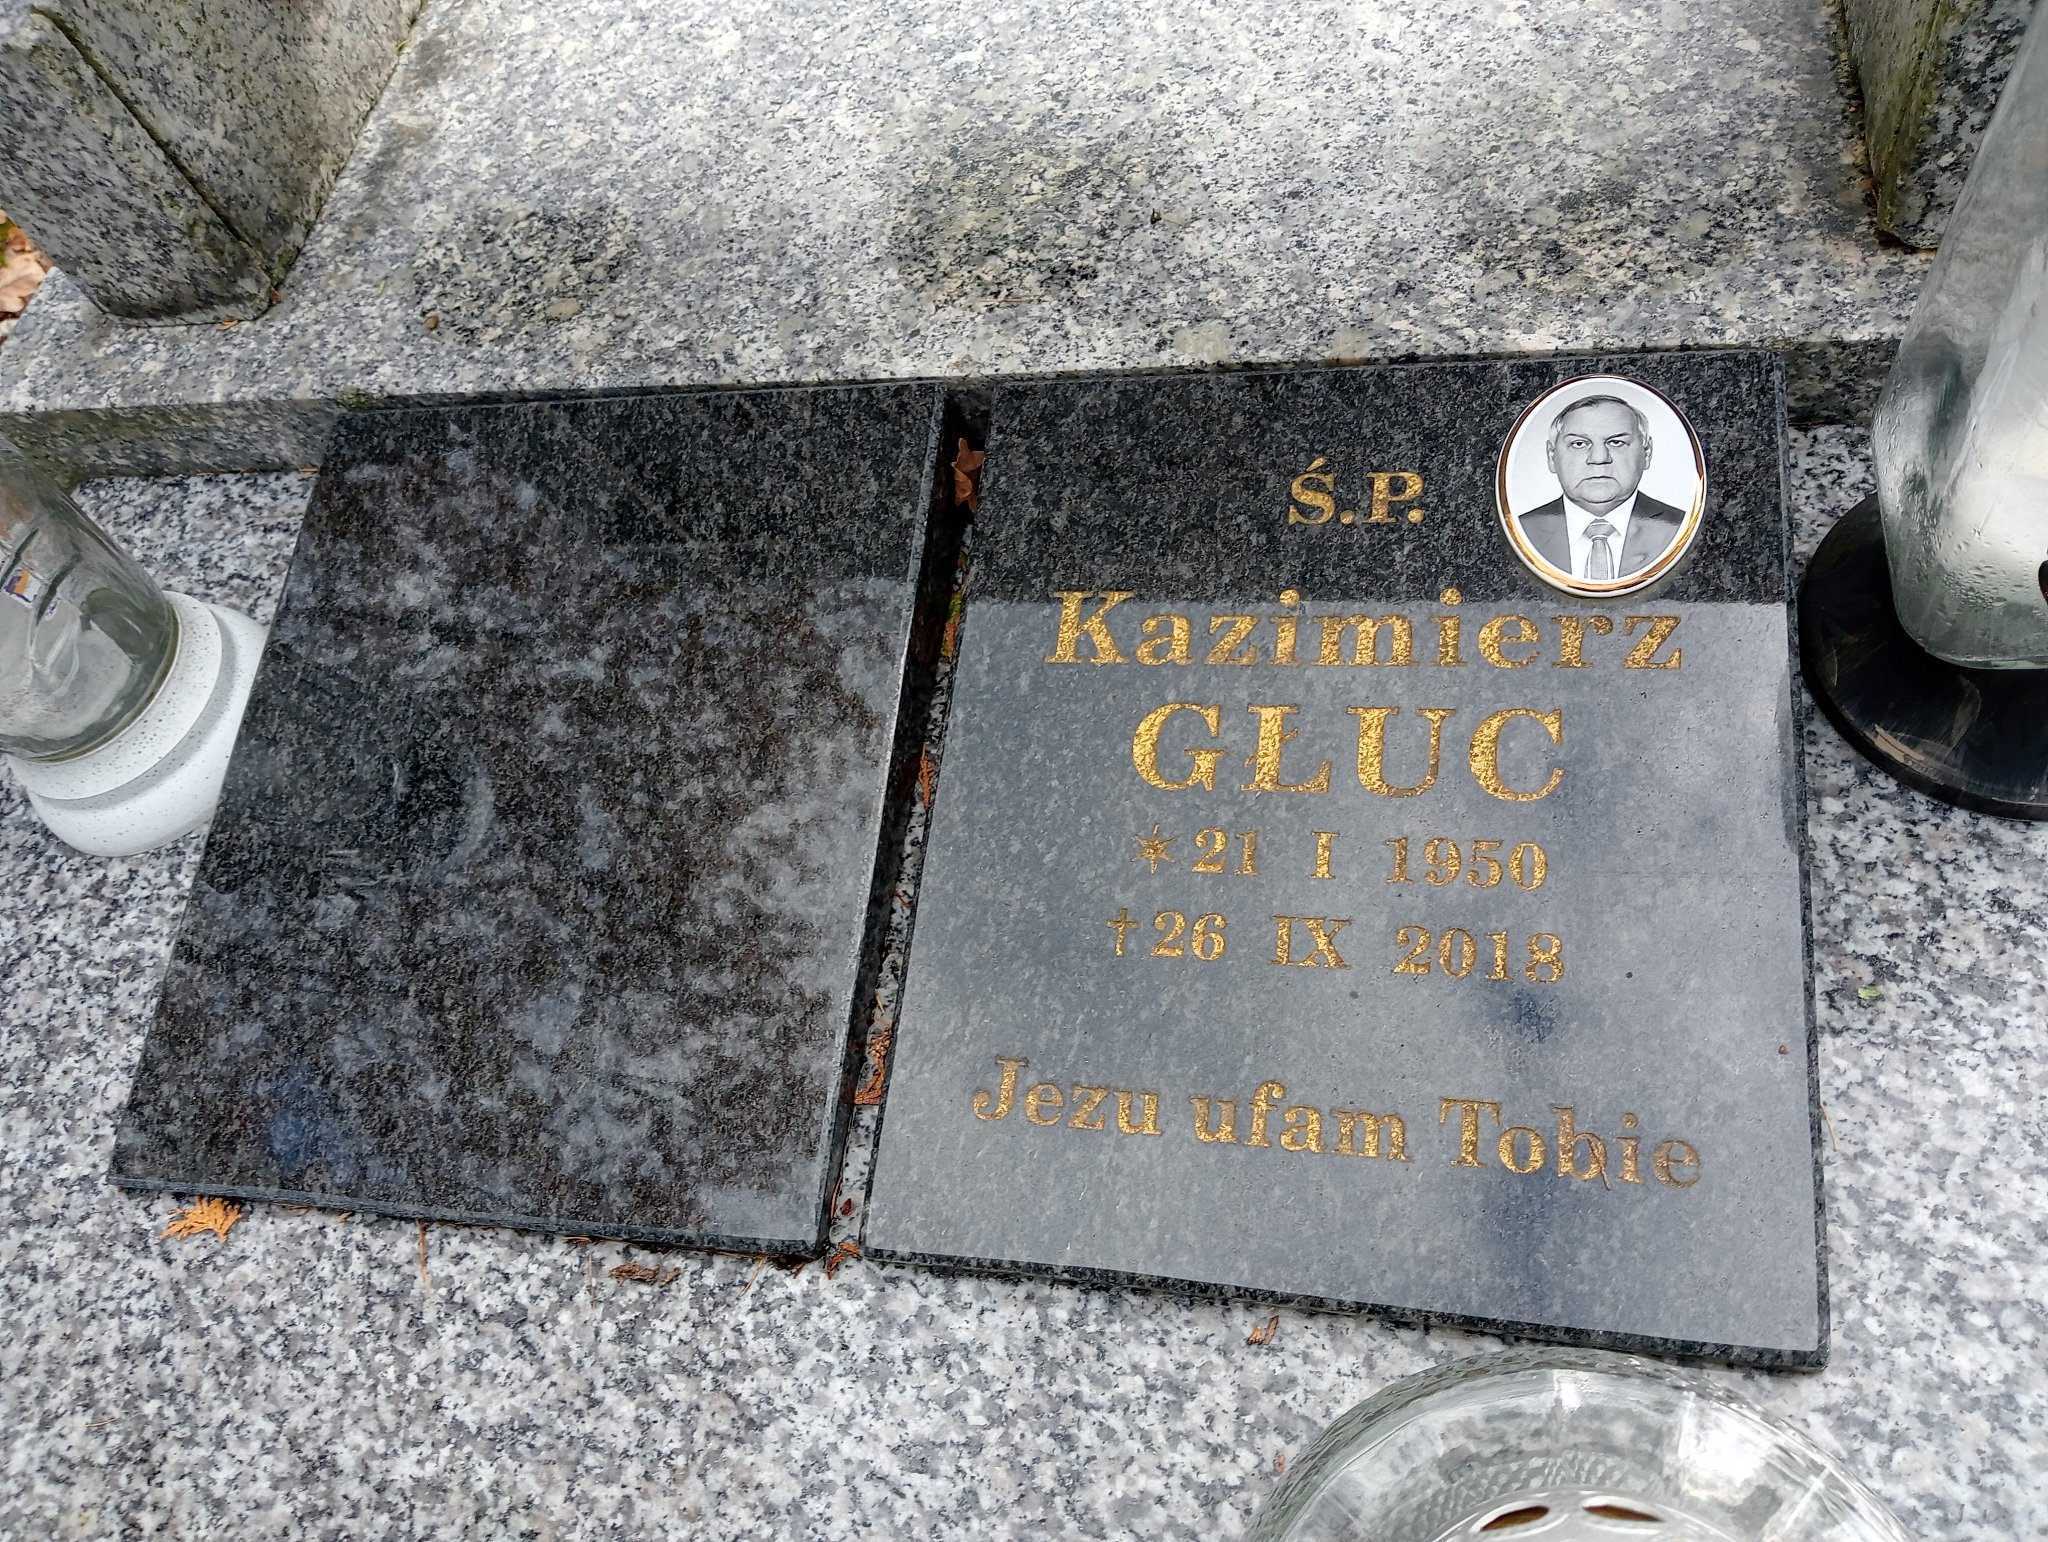 Ś.P.
Kazimierz
GŁUC
* 21 I 1950
† 26 IX 2018
Jezu ufam Tobie